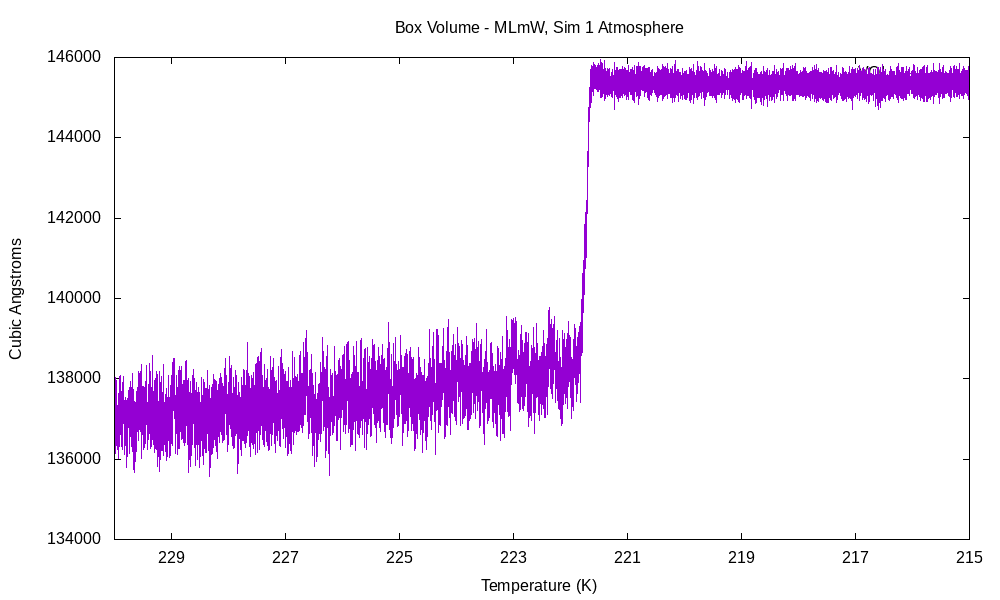 Box Volume - MLmW, Sim 1 Atmosphere
146000
144000
142000
140000
138000
136000
134000
Cubic Angstroms
229 227 225 223 221 219 217 215
Temperature (K)